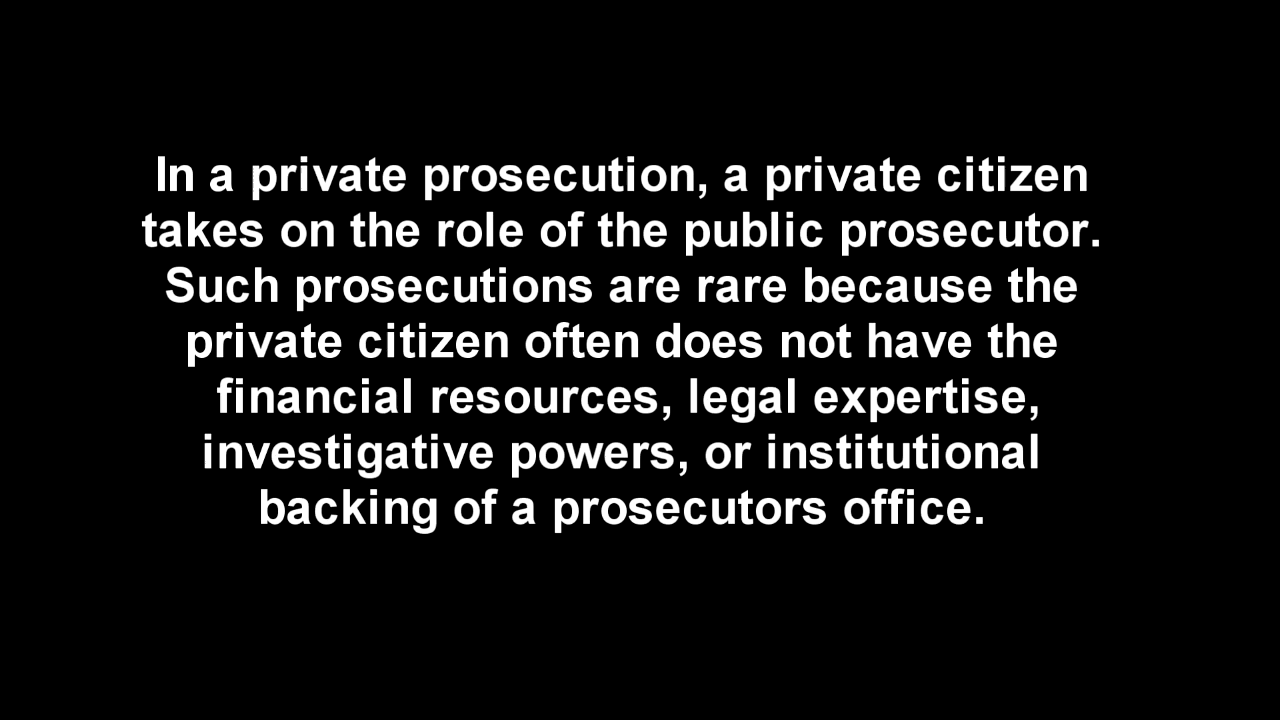 In a private prosecution, a private citizen
takes on the role of the public prosecutor.
Such prosecutions are rare because the
private citizen often does not have the
financial resources, legal expertise,
investigative powers, or institutional
backing of a prosecutors office.